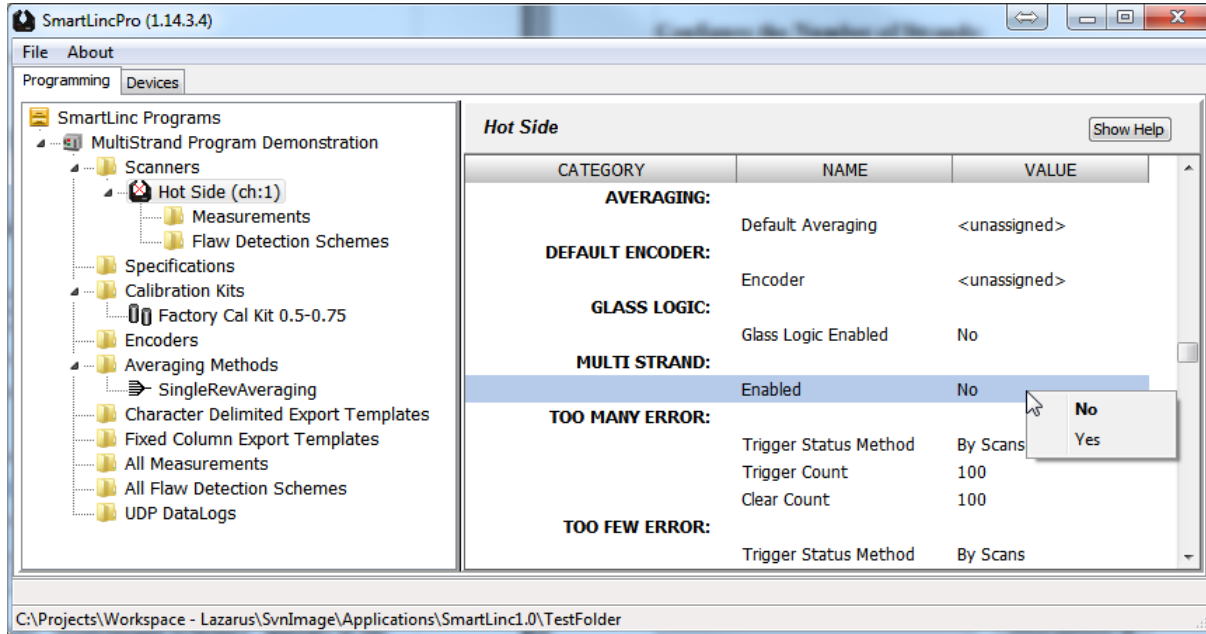 SmartLincPro (1.14.3.4)
Configure the Number of Strands
File About
Programming Devices
SmartLinc Programs
MultiStrand Program Demonstration
Scanners
Hot Side (ch:1)
Measurements
Flaw Detection Schemes
Specifications
Calibration Kits
Factory Cal Kit 0.5-0.75
Encoders
Averaging Methods
SingleRevAveraging
Character Delimited Export Templates
Fixed Column Export Templates
All Measurements
All Flaw Detection Schemes
UDP DataLogs
Hot Side
Show Help
CATEGORY NAME VALUE
AVERAGING:
Default Averaging <unassigned>
DEFAULT ENCODER:
Encoder <unassigned>
GLASS LOGIC:
Glass Logic Enabled No
MULTI STRAND:
Enabled No
No
Yes
TOO MANY ERROR:
Trigger Status Method By Scans
Trigger Count 100
Clear Count 100
TOO FEW ERROR:
Trigger Status Method By Scans
C:\Projects\Workspace - Lazarus\SvnImage\Applications\SmartLinc1.0\TestFolder